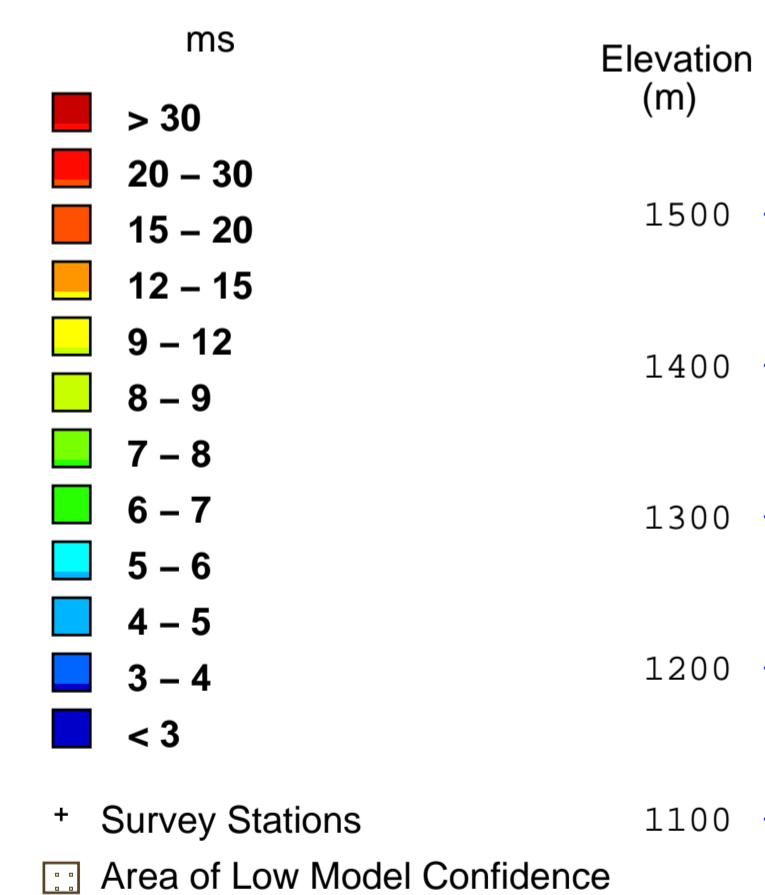 ms
> 30
20 – 30
15 – 20
12 – 15
9 – 12
8 – 9
7 – 8
6 – 7
5 – 6
4 – 5
3 – 4
< 3
+ Survey Stations
Area of Low Model Confidence
Elevation
(m)
1500
1400
1300
1200
1100